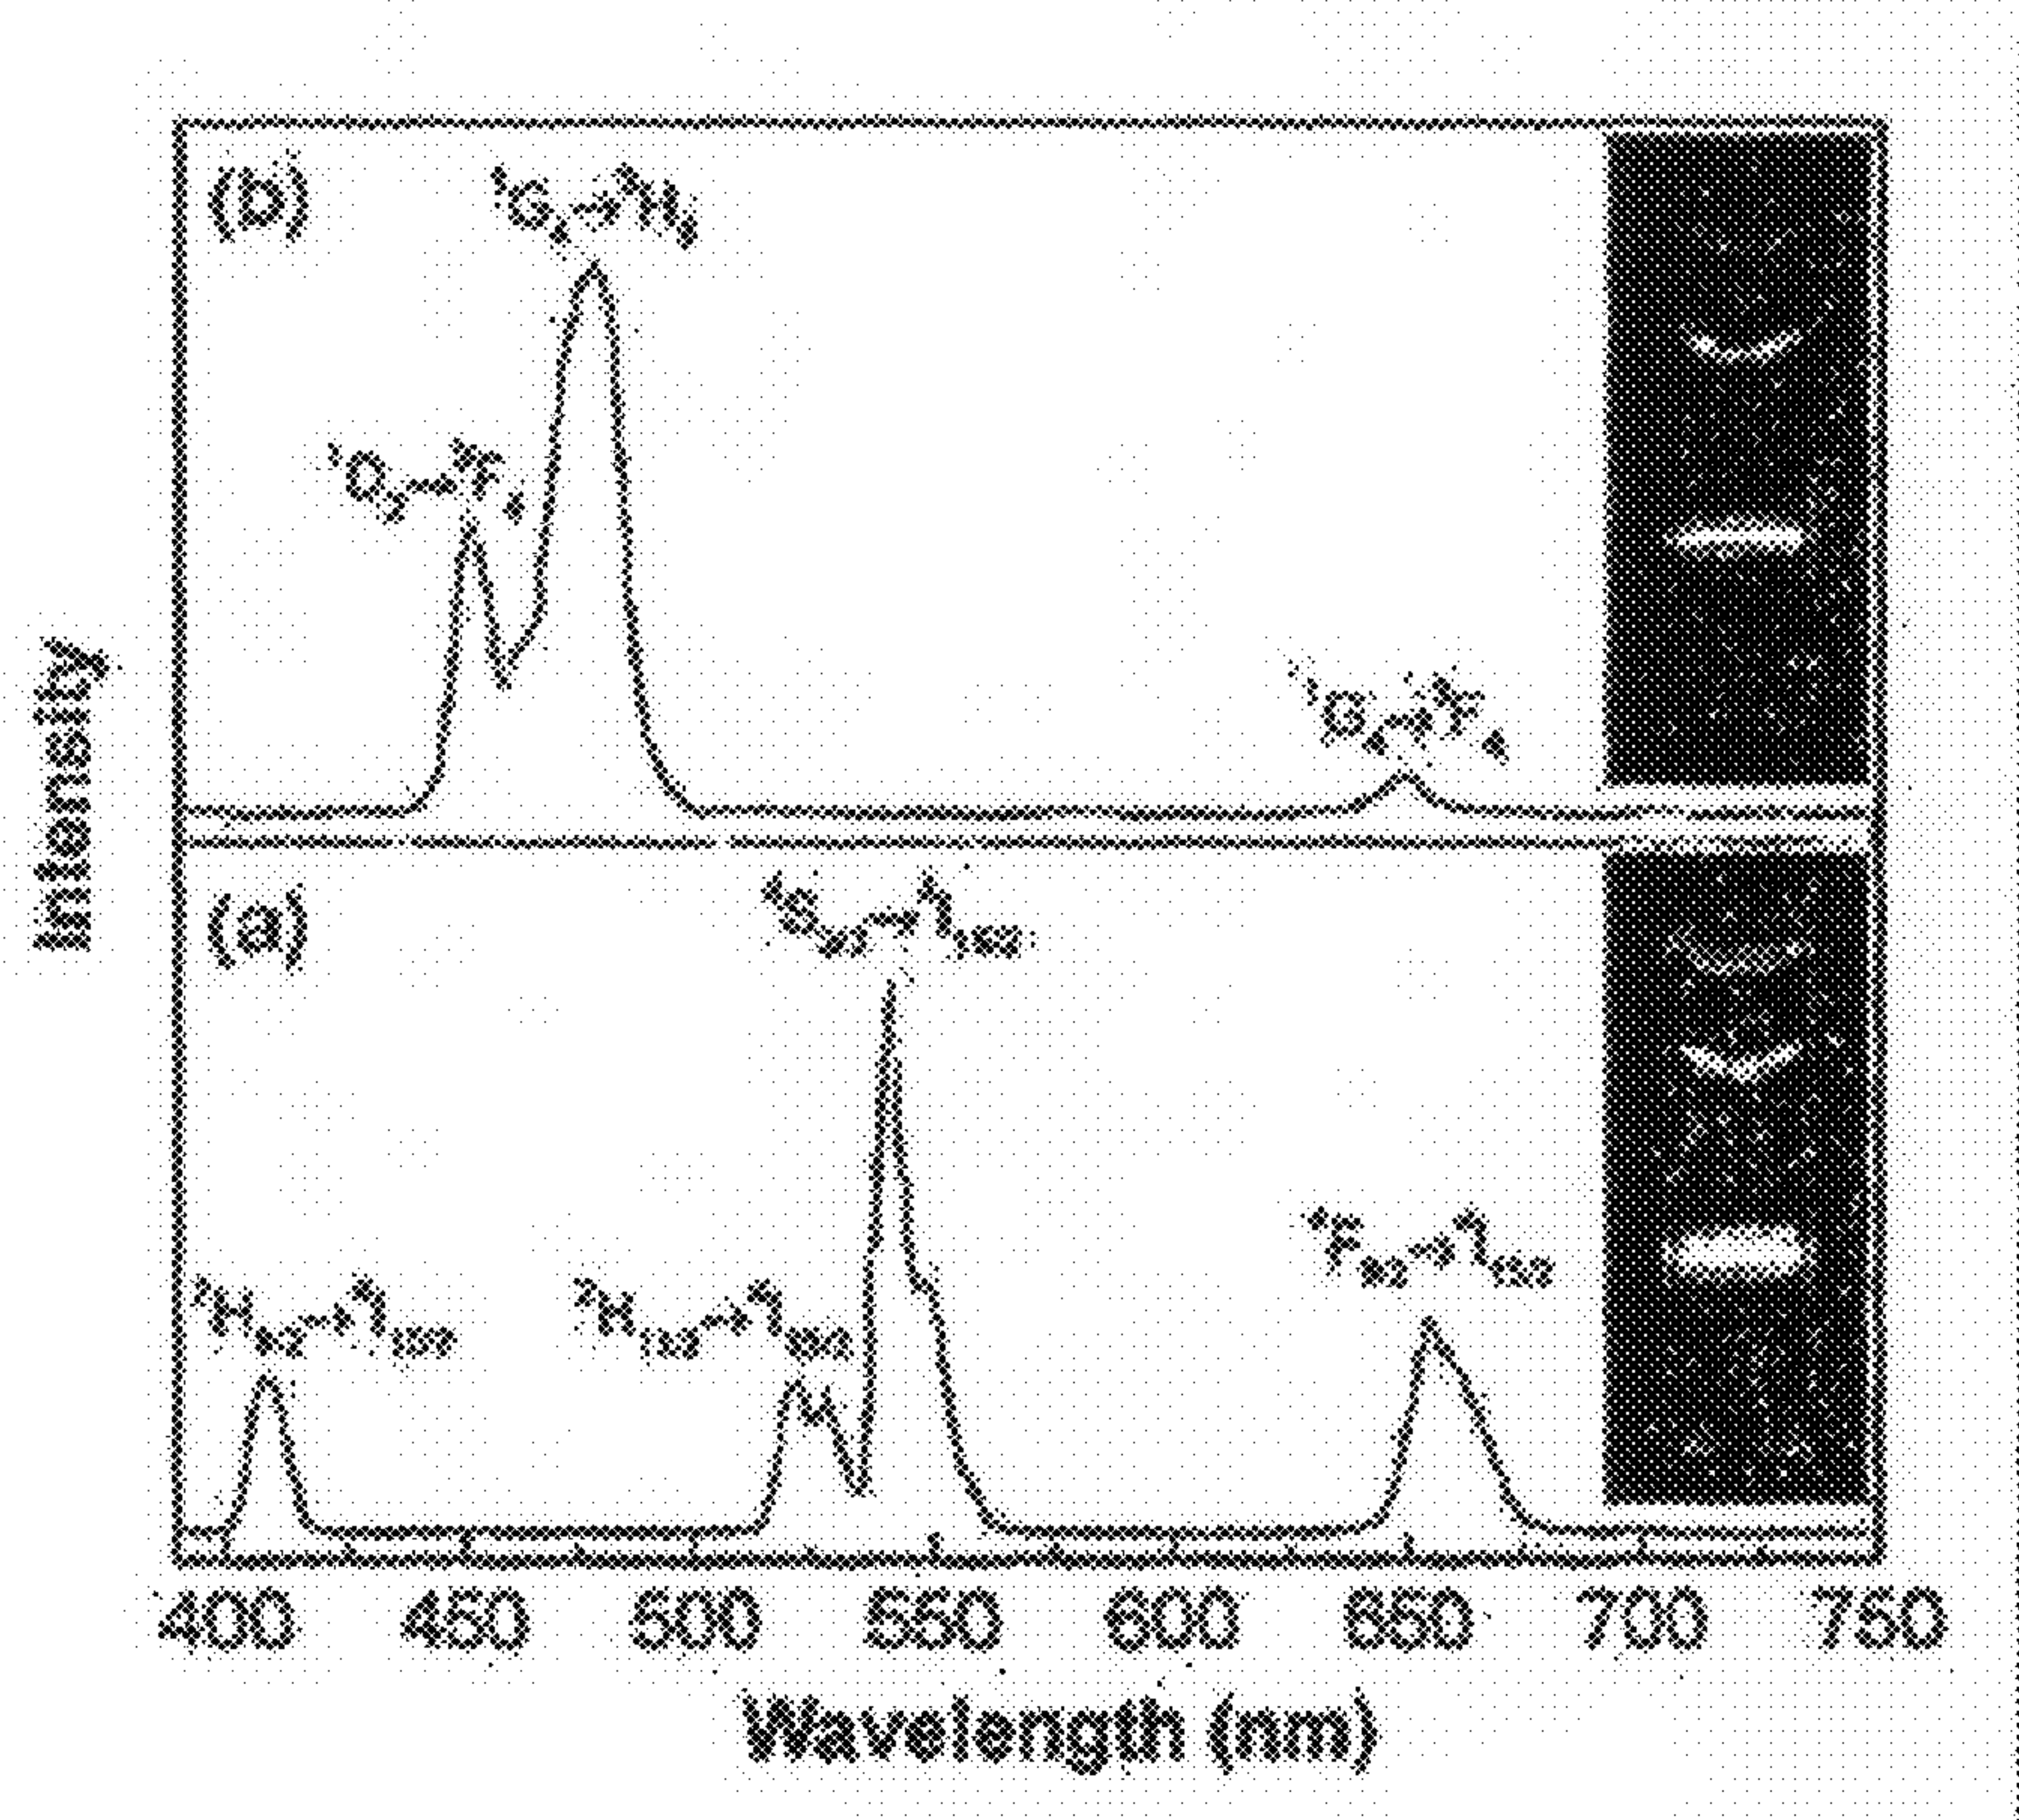 (b)
¹G₄→³H₆
¹D₂→³F₄
¹G₄→³F₄
Intensity
(a)
⁴S₃/₂→⁴I₁₅/₂
⁴F₉/₂→⁴I₁₅/₂
²H₉/₂→⁴I₁₅/₂ ²H₁₁/₂→⁴I₁₅/₂
400 450 500 550 600 650 700 750
Wavelength (nm)